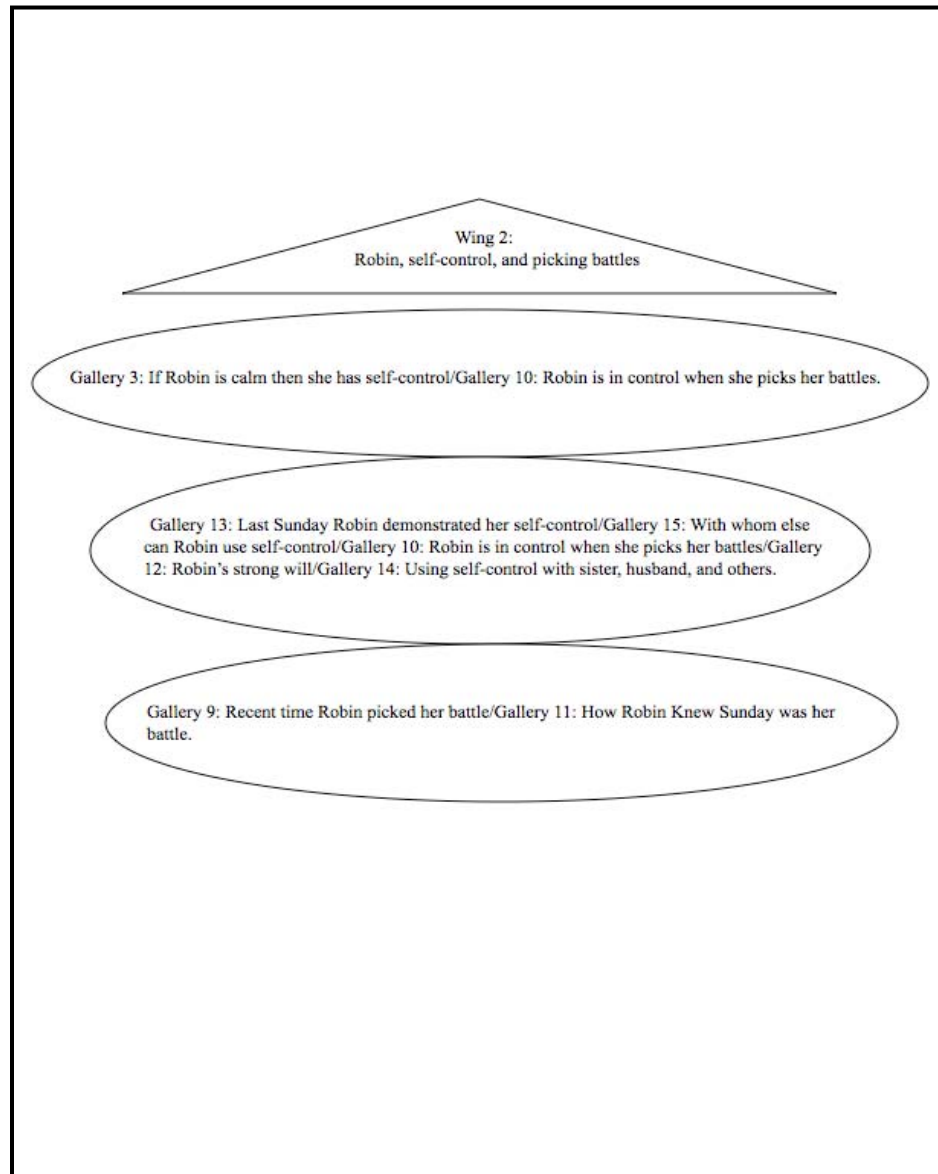 Wing 2:
Robin, self-control, and picking battles
Gallery 3: If Robin is calm then she has self-control/Gallery 10: Robin is in control when she picks her battles.
Gallery 13: Last Sunday Robin demonstrated her self-control/Gallery 15: With whom else
can Robin use self-control/Gallery 10: Robin is in control when she picks her battles/Gallery
12: Robin’s strong will/Gallery 14: Using self-control with sister, husband, and others.
Gallery 9: Recent time Robin picked her battle/Gallery 11: How Robin Knew Sunday was her
battle.